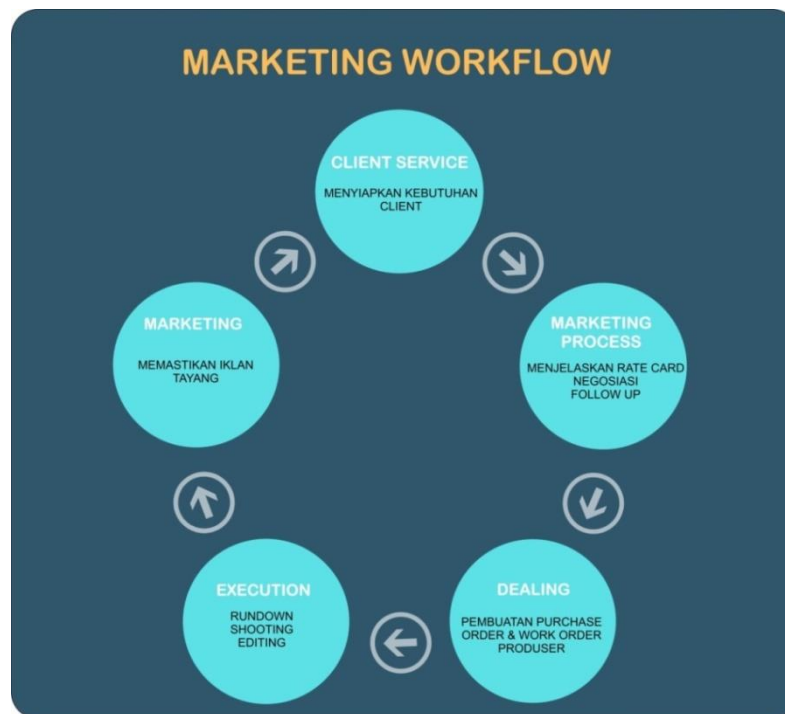 MARKETING WORKFLOW
CLIENT SERVICE
MENYIAPKAN KEBUTUHAN
CLIENT
MARKETING
PROCESS
MENJELASKAN RATE CARD
NEGOSIASI
FOLLOW UP
DEALING
PEMBUATAN PURCHASE
ORDER & WORK ORDER
PRODUSER
EXECUTION
RUNDOWN
SHOOTING
EDITING
MARKETING
MEMASTIKAN IKLAN
TAYANG